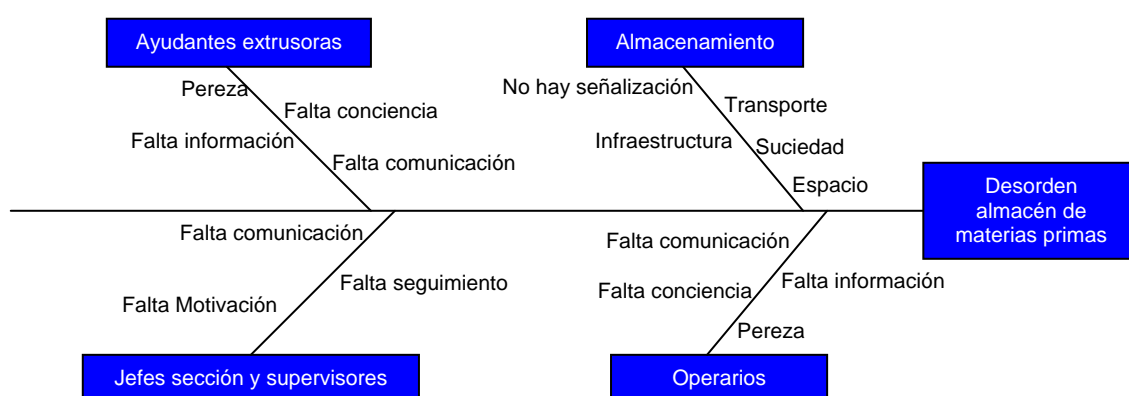 Ayudantes extrusoras
Almacenamiento
Pereza
No hay señalización
Falta conciencia
Transporte
Falta información
Infraestructura
Suciedad
Falta comunicación
Espacio
Desorden
almacén de
materias primas
Falta comunicación
Falta comunicación
Falta seguimiento
Falta información
Falta conciencia
Falta Motivación
Pereza
Jefes sección y supervisores
Operarios